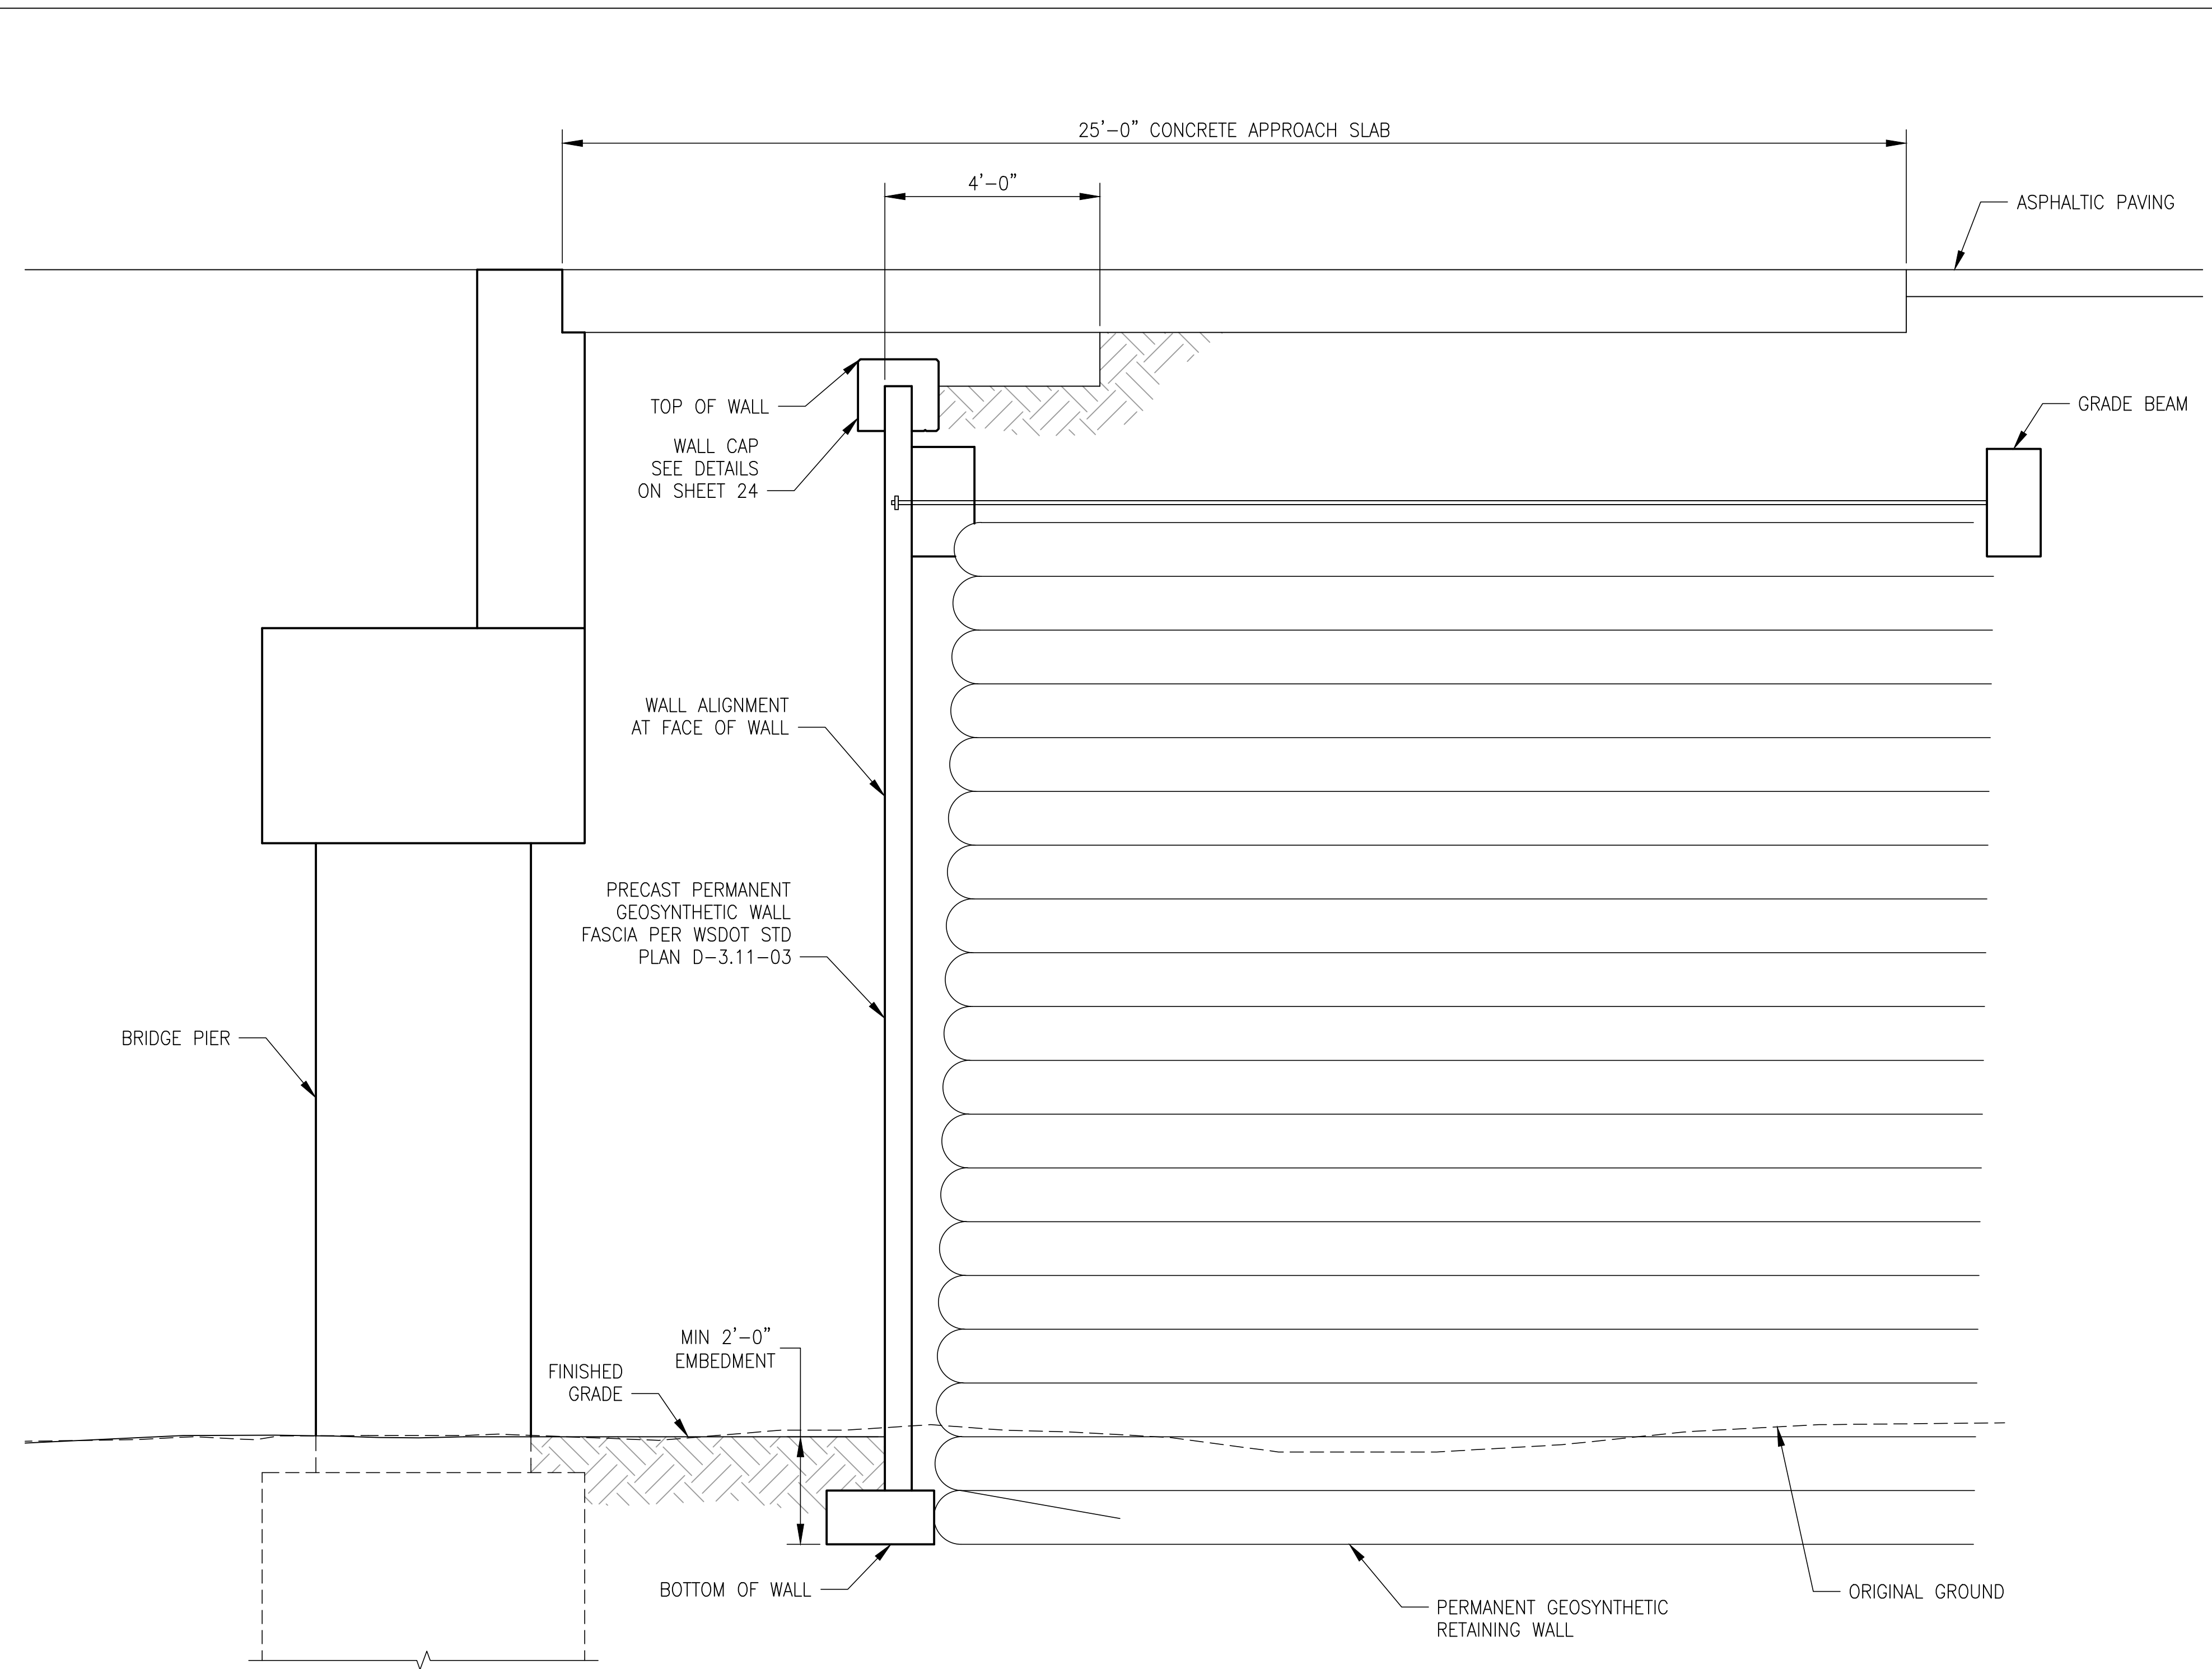 25'-0" CONCRETE APPROACH SLAB
4'-0"
ASPHALTIC PAVING
TOP OF WALL
GRADE BEAM
WALL CAP
SEE DETAILS
ON SHEET 24
WALL ALIGNMENT
AT FACE OF WALL
PRECAST PERMANENT
GEOSYNTHETIC WALL
FASCIA PER WSDOT STD
PLAN D-3.11-03
BRIDGE PIER
MIN 2'-0"
EMBEDMENT
FINISHED
GRADE
BOTTOM OF WALL
PERMANENT GEOSYNTHETIC
RETAINING WALL
ORIGINAL GROUND